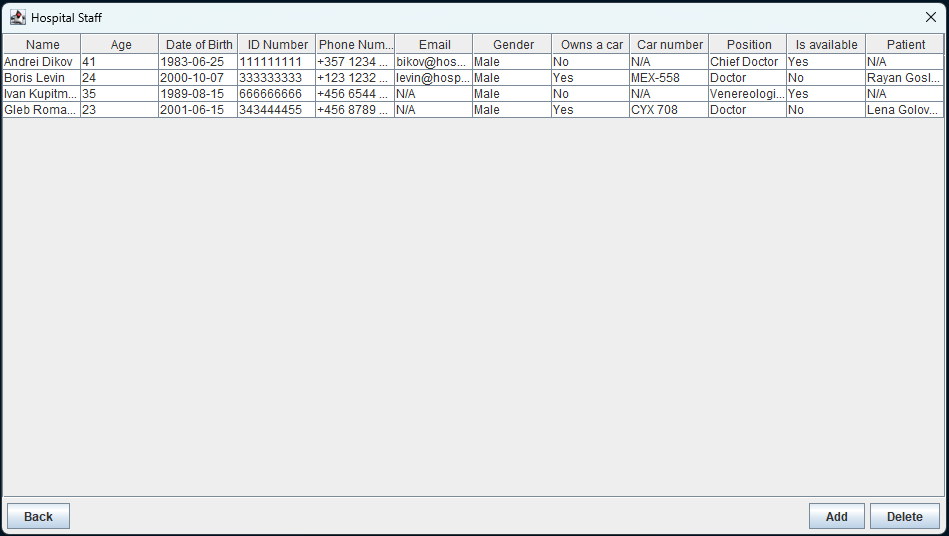 Hospital Staff
Name Age Date of Birth ID Number Phone Num... Email Gender Owns a car Car number Position Is available Patient
Andrei Dikov 41 1983-06-25 111111111 +357 1234 ... bikov@hos... Male No N/A Chief Doctor Yes N/A
Boris Levin 24 2000-10-07 333333333 +123 1232 ... levin@hosp... Male Yes MEX-558 Doctor No Rayan Gosl...
Ivan Kupitm... 35 1989-08-15 666666666 +456 6544 ... N/A Male No N/A Venereologi... Yes N/A
Gleb Roma... 23 2001-06-15 343444455 +456 8789 ... N/A Male Yes CYX 708 Doctor No Lena Golov...
Back Add Delete